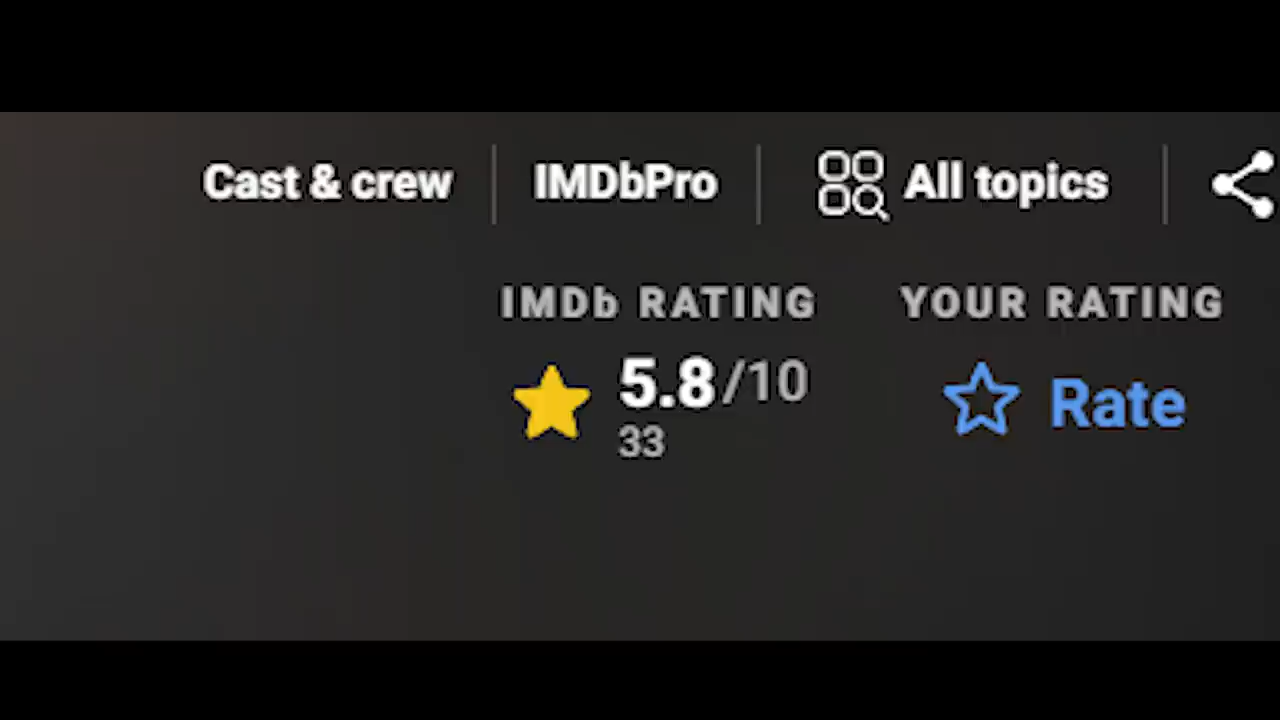 Cast & crew IMDbPro All topics
IMDb RATING YOUR RATING
5.8/10 Rate
33